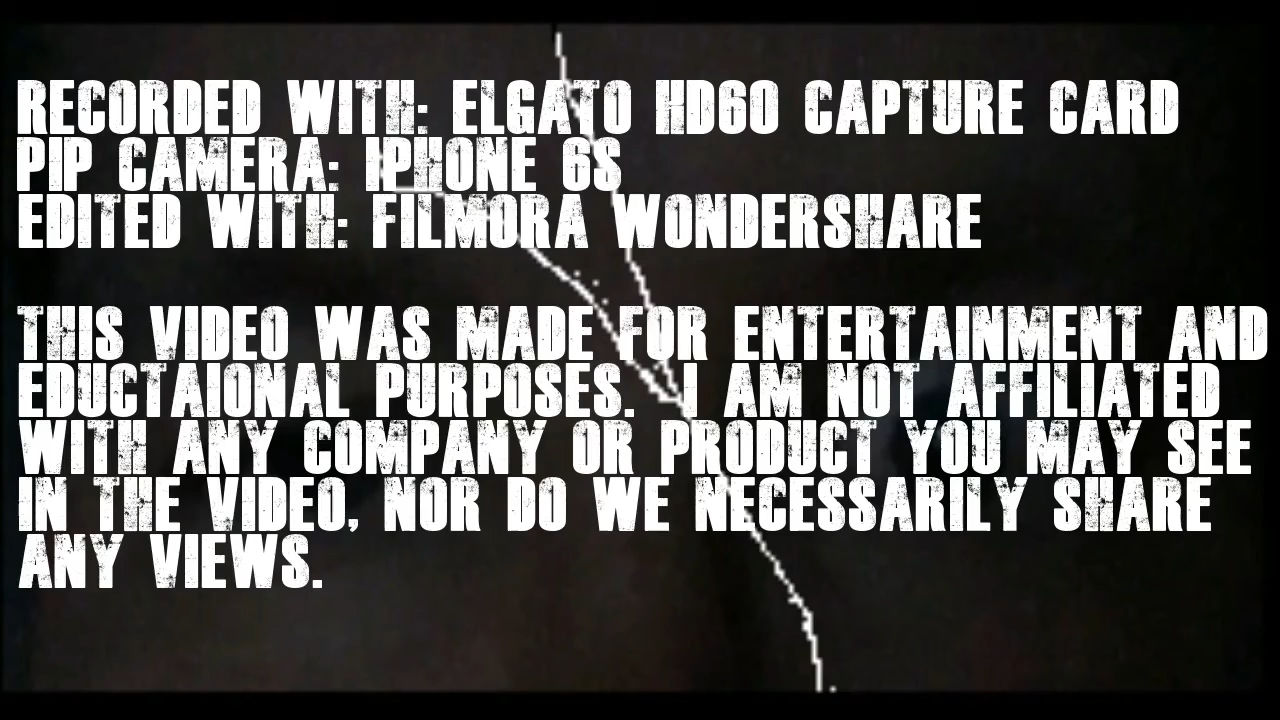 RECORDED WITH: ELGATO HD60 CAPTURE CARD
PIP CAMERA: IPHONE 6S
EDITED WITH: FILMORA WONDERSHARE
THIS VIDEO WAS MADE FOR ENTERTAINMENT AND
EDUCTAIONAL PURPOSES. I AM NOT AFFILIATED
WITH ANY COMPANY OR PRODUCT YOU MAY SEE
IN THE VIDEO, NOR DO WE NECESSARILY SHARE
ANY VIEWS.